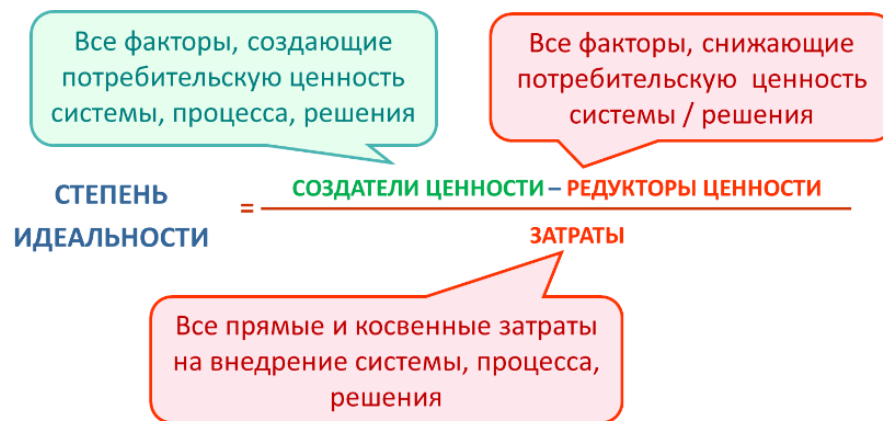 Все факторы, создающие
потребительскую ценность
системы, процесса, решения
Все факторы, снижающие
потребительскую ценность
системы / решения
СТЕПЕНЬ
ИДЕАЛЬНОСТИ
=
СОЗДАТЕЛИ ЦЕННОСТИ – РЕДУКТОРЫ ЦЕННОСТИ
ЗАТРАТЫ
Все прямые и косвенные затраты
на внедрение системы, процесса,
решения